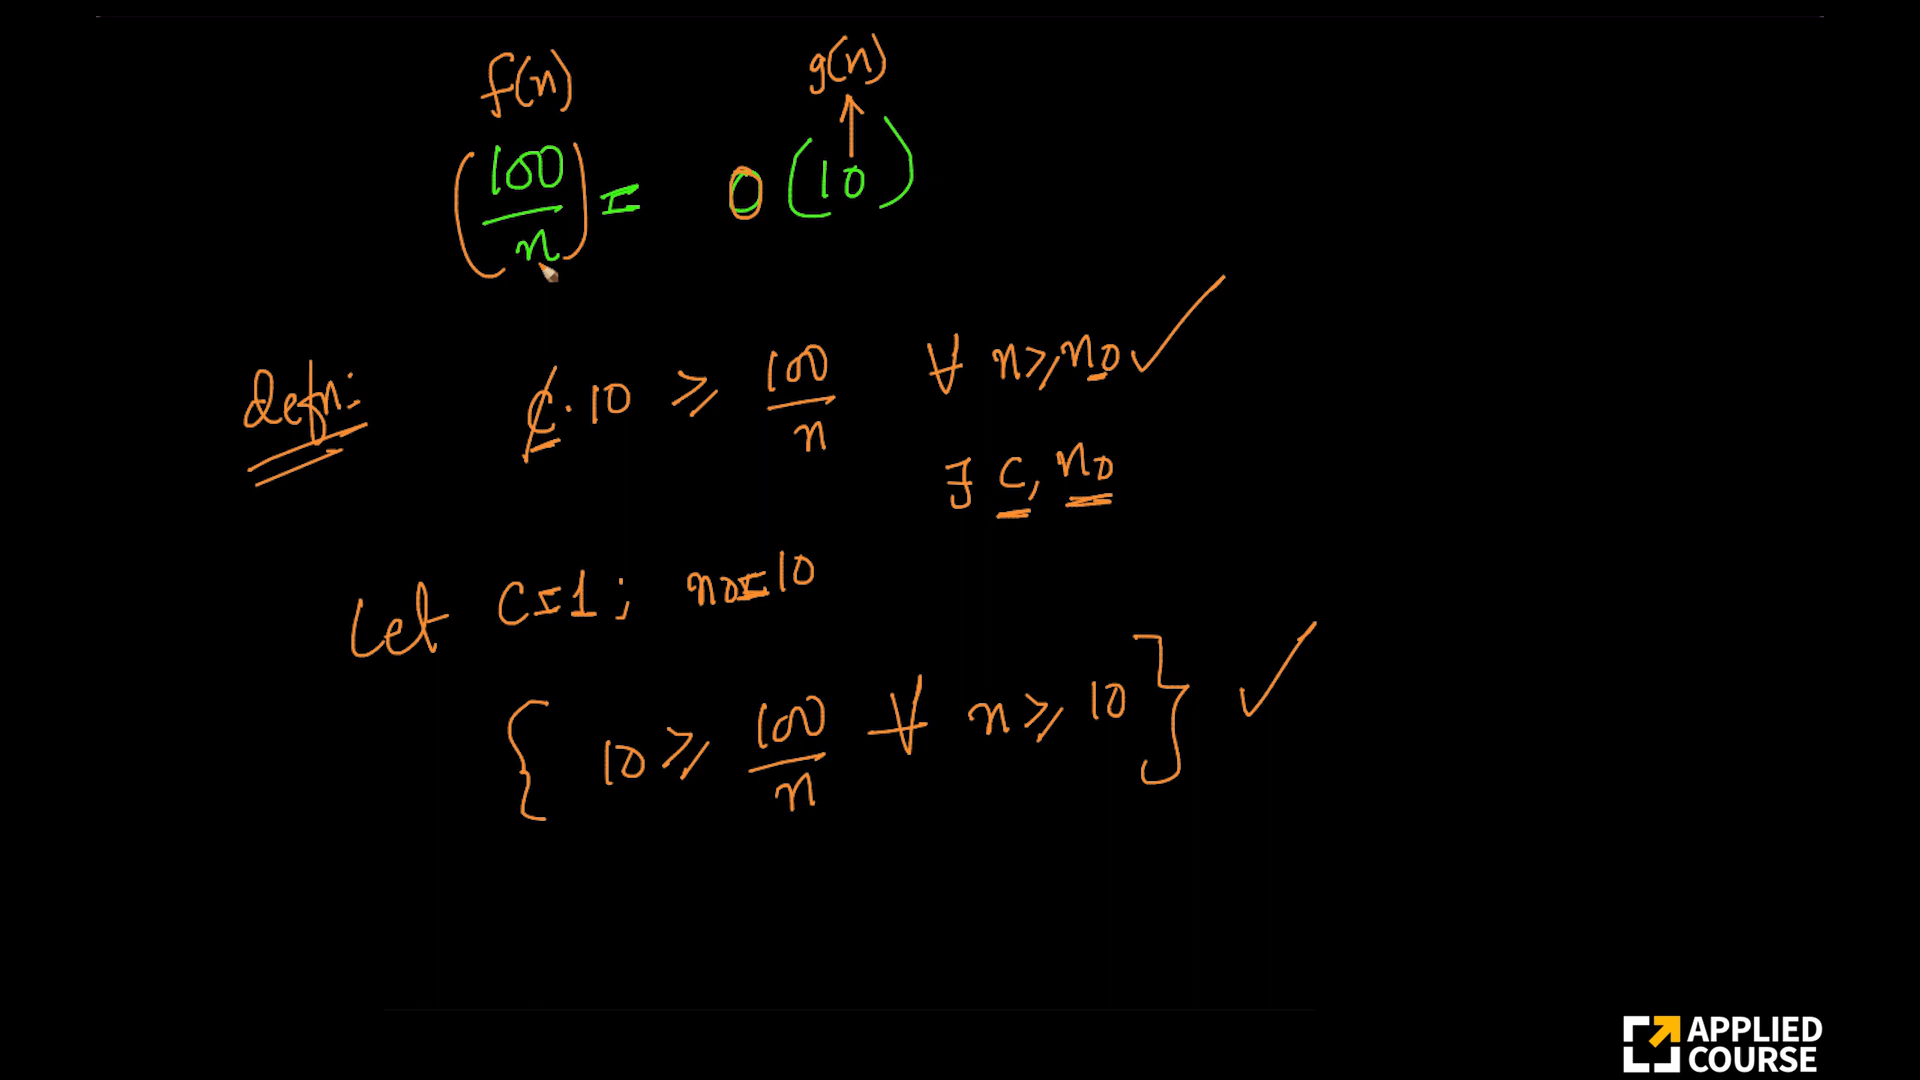 f(n) g(n)
(100/n) = O(10)
defn: C · 10 ≥ 100/n ∀ n ≥ n0
∃ C, n0
Let C=1; n0=10
{ 10 ≥ 100/n ∀ n ≥ 10 }
APPLIED
COURSE